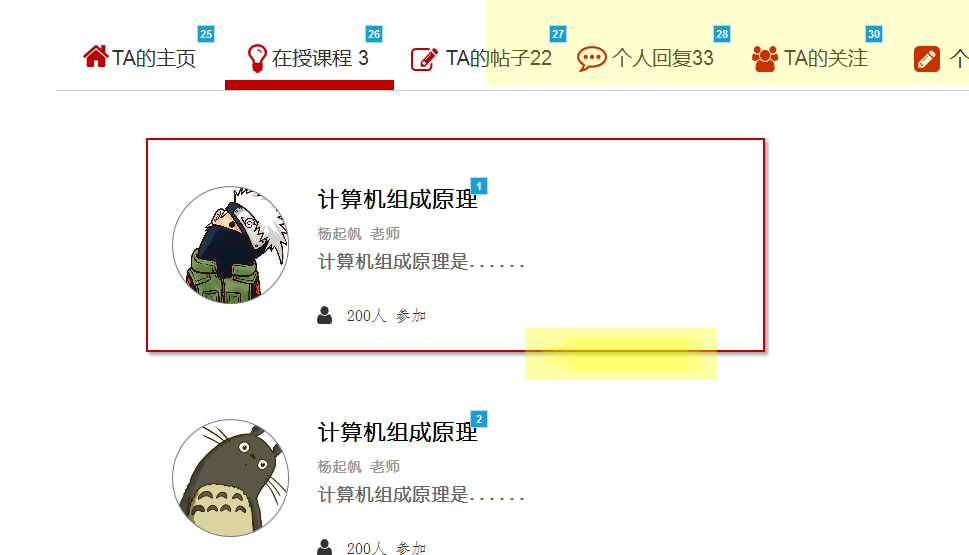 25 26 27 28 30
TA的主页 在授课程 3 TA的帖子22 个人回复33 TA的关注 个
计算机组成原理 1
杨起帆 老师
计算机组成原理是......
200人 参加
计算机组成原理 2
杨起帆 老师
计算机组成原理是......
200人 参加